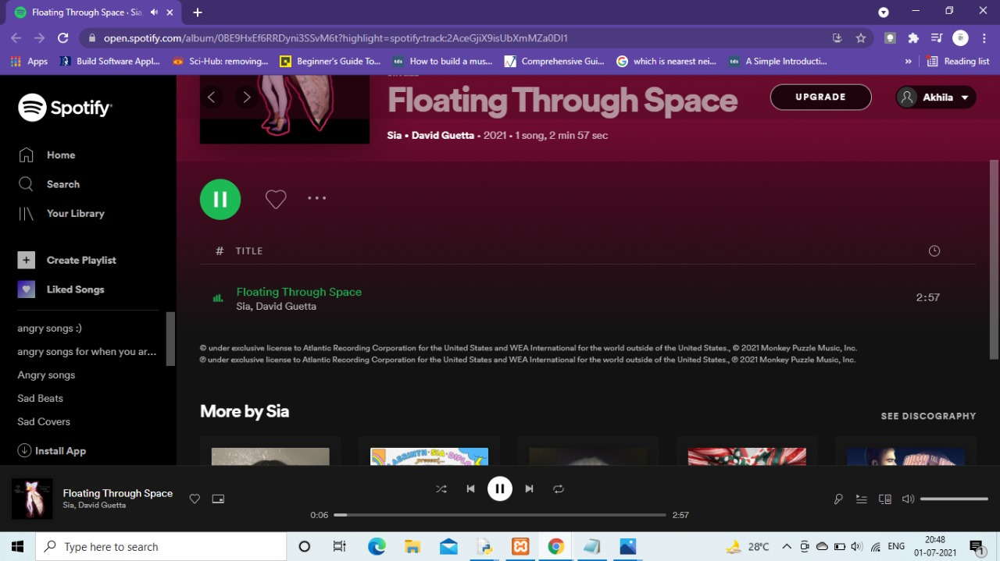 Floating Through Space · Sia,
open.spotify.com/album/0BE9HxEf6RRDyni3SSvM6t?highlight=spotify:track:2AceGjiX9isUbXmMZa0DI1
Apps Build Software Appl... Sci-Hub: removing... Beginner's Guide To... How to build a mus... Comprehensive Gui... which is nearest nei... A Simple Introducti... » Reading list
Spotify
Home
Search
Your Library
Create Playlist
Liked Songs
angry songs :)
angry songs for when you ar...
Angry songs
Sad Beats
Sad Covers
Install App
Floating Through Space
UPGRADE
Akhila
Sia • David Guetta • 2021 • 1 song, 2 min 57 sec
# TITLE
Floating Through Space
Sia, David Guetta
2:57
© under exclusive license to Atlantic Recording Corporation for the United States and WEA International for the world outside of the United States., © 2021 Monkey Puzzle Music, Inc.
℗ under exclusive license to Atlantic Recording Corporation for the United States and WEA International for the world outside of the United States., ℗ 2021 Monkey Puzzle Music, Inc.
More by Sia
SEE DISCOGRAPHY
LABRINTH · SIA · DIPLO
present...
Floating Through Space
Sia, David Guetta
0:06
2:57
Type here to search
28°C
ENG
20:48
01-07-2021
1